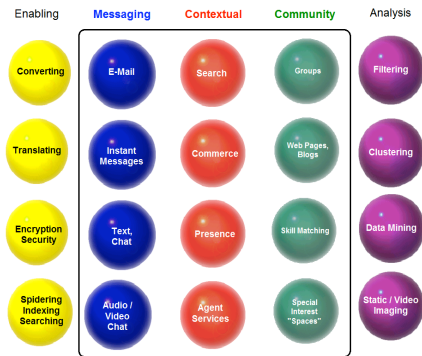 Enabling Messaging Contextual Community Analysis
Converting E-Mail Search Groups Filtering
Translating Instant Messages Commerce Web Pages, Blogs Clustering
Encryption Security Text, Chat Presence Skill Matching Data Mining
Spidering Indexing Searching Audio / Video Chat Agent Services Special Interest "Spaces" Static / Video Imaging